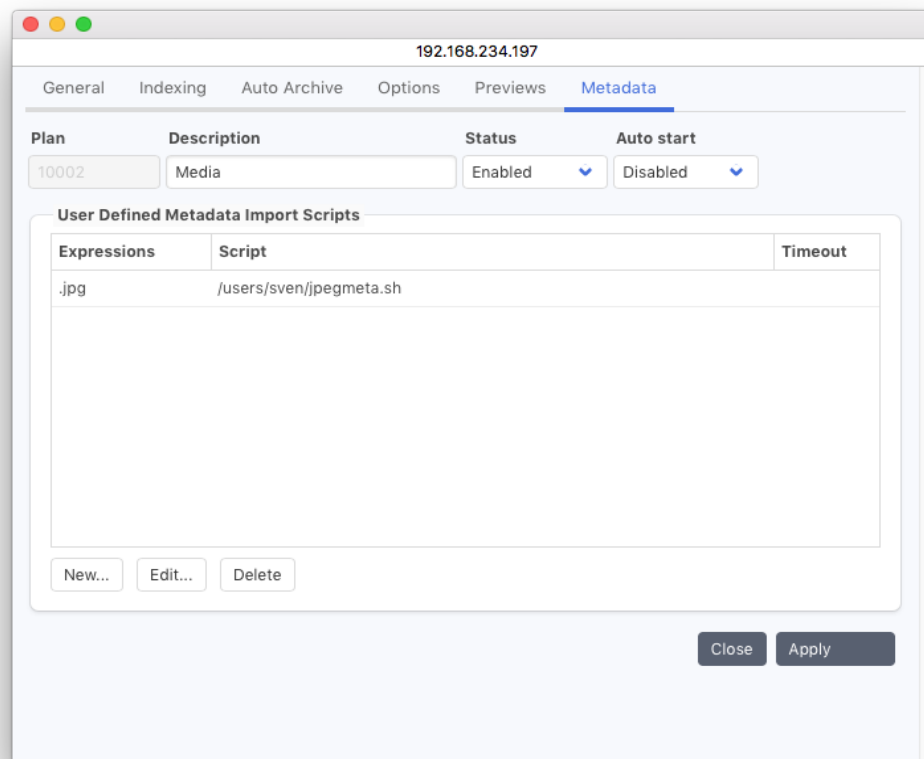 192.168.234.197
General Indexing Auto Archive Options Previews Metadata
Plan Description Status Auto start
10002 Media Enabled Disabled
User Defined Metadata Import Scripts
Expressions Script Timeout
.jpg /users/sven/jpegmeta.sh
New... Edit... Delete
Close Apply